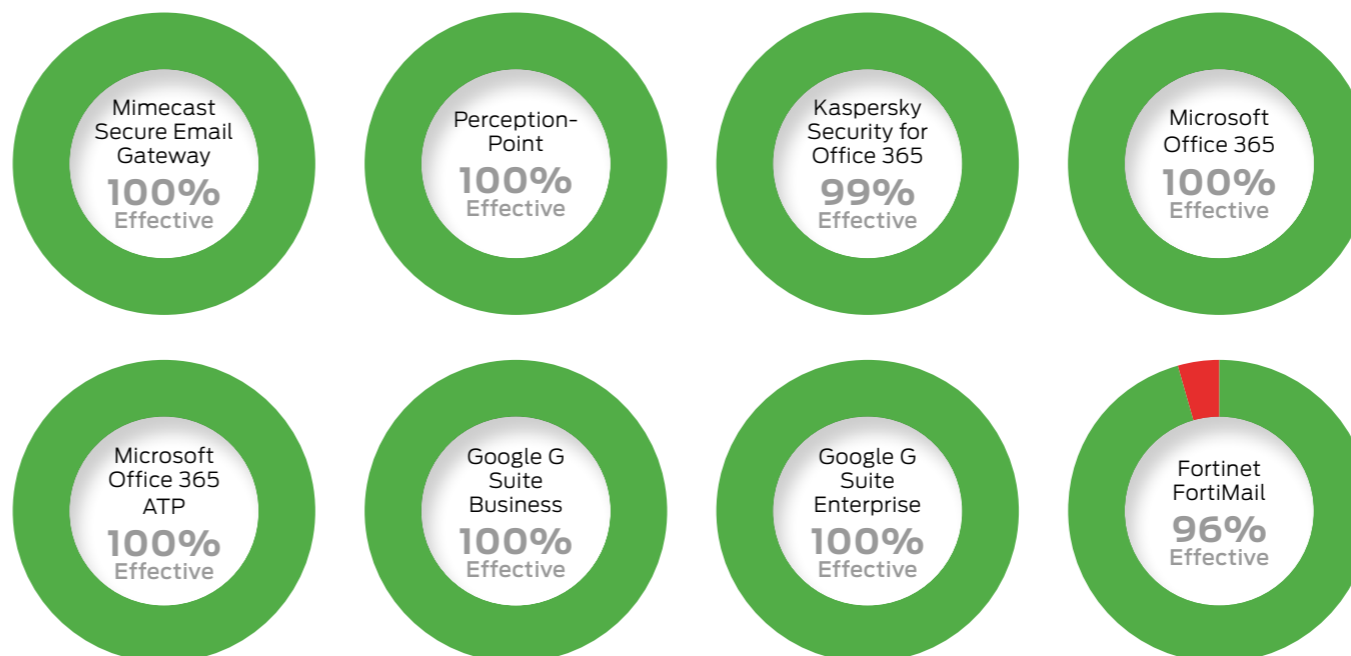 Mimecast
Secure Email
Gateway
100%
Effective
Perception-
Point
100%
Effective
Kaspersky
Security for
Office 365
99%
Effective
Microsoft
Office 365
100%
Effective
Microsoft
Office 365
ATP
100%
Effective
Google G
Suite
Business
100%
Effective
Google G
Suite
Enterprise
100%
Effective
Fortinet
FortiMail
96%
Effective